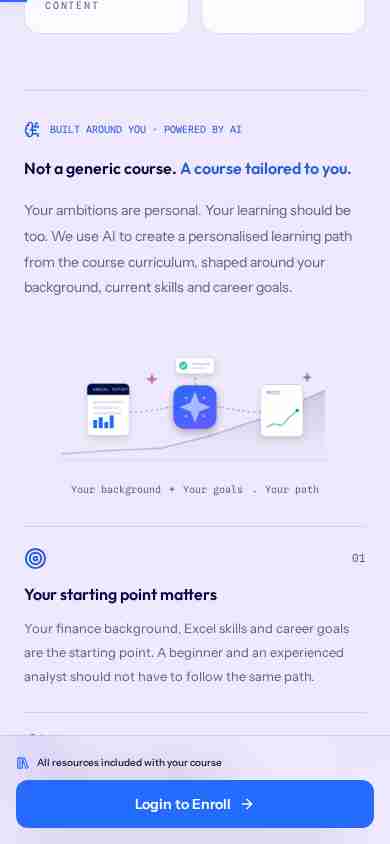 CONTENT
BUILT AROUND YOU · POWERED BY AI
Not a generic course. A course tailored to you.
Your ambitions are personal. Your learning should be
too. We use AI to create a personalised learning path
from the course curriculum, shaped around your
background, current skills and career goals.
ANNUAL REPORT
Your background + Your goals . Your path
01
Your starting point matters
Your finance background, Excel skills and career goals
are the starting point. A beginner and an experienced
analyst should not have to follow the same path.
All resources included with your course
Login to Enroll →